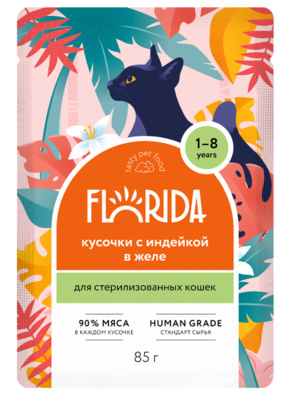 1–8
years
tasty pet food
FLORIDA
кусочки с индейкой
в желе
для стерилизованных кошек
90% МЯСА
В КАЖДОМ КУСОЧКЕ
HUMAN GRADE
СТАНДАРТ СЫРЬЯ
85 г